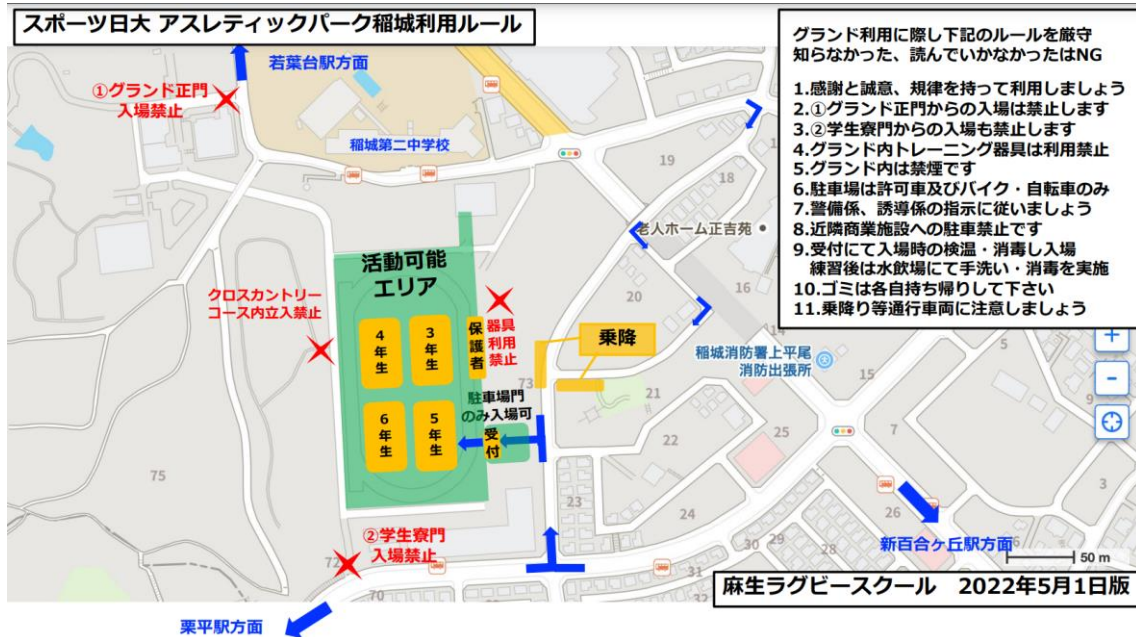 スポーツ日大 アスレティックパーク稲城利用ルール
グランド利用に際し下記のルールを厳守
知らなかった、読んでいかなかったはNG
1.感謝と誠意、規律を持って利用しましょう
2.①グランド正門からの入場は禁止します
3.②学生寮門からの入場も禁止します
4.グランド内トレーニング器具は利用禁止
5.グランド内は禁煙です
6.駐車場は許可車及びバイク・自転車のみ
7.警備係、誘導係の指示に従いましょう
8.近隣商業施設への駐車禁止です
9.受付にて入場時の検温・消毒し入場
練習後は水飲場にて手洗い・消毒を実施
10.ゴミは各自持ち帰りして下さい
11.乗降り等通行車両に注意しましょう
若葉台駅方面
①グランド正門
入場禁止
稲城第二中学校
19
18
老人ホーム正吉苑
活動可能
エリア
クロスカントリー
コース内立入禁止
4年生
3年生
保護者
器具
利用
禁止
20
16
14
乗降
稲城消防署上平尾
消防出張所
15
5
73
21
駐車場門
のみ入場可
6年生
5年生
受付
22
25
7
9
75
23
24
3
26
新百合ヶ丘駅方面
50 m
②学生寮門
入場禁止
72
30
29
28
31
70
32
麻生ラグビースクール 2022年5月1日版
栗平駅方面
+
-